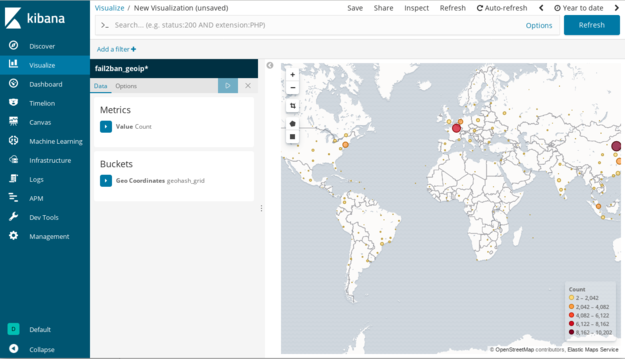 kibana
Visualize / New Visualization (unsaved)
Save Share Inspect Refresh Auto-refresh Year to date
>_ Search... (e.g. status:200 AND extension:PHP) Options Refresh
Add a filter +
Discover
Visualize
Dashboard
Timelion
Canvas
Machine Learning
Infrastructure
Logs
APM
Dev Tools
Management
D Default
Collapse
fail2ban_geoip*
Data Options
Metrics
Value Count
Buckets
Geo Coordinates geohash_grid
+
−
Count
2 – 2,042
2,042 – 4,082
4,082 – 6,122
6,122 – 8,162
8,162 – 10,202
© OpenStreetMap contributors, Elastic Maps Service